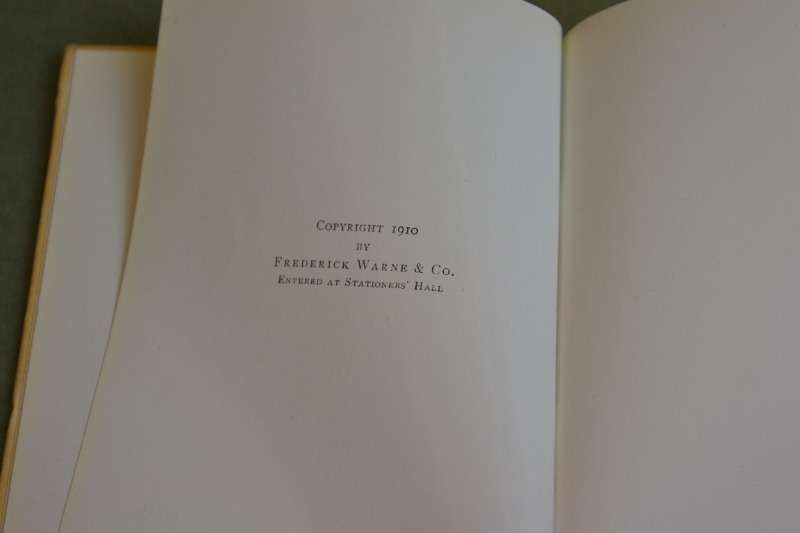 Copyright 1910
by
Frederick Warne & Co.
Entered at Stationers' Hall